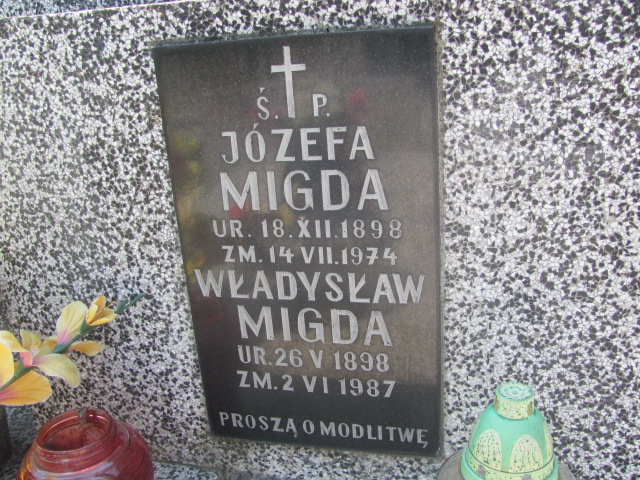 Ś. P.
JÓZEFA
MIGDA
UR. 18.XII.1898
ZM. 14 VII.1974
WŁADYSŁAW
MIGDA
UR. 26 V 1898
ZM. 2 VI 1987
PROSZĄ O MODLITWĘ